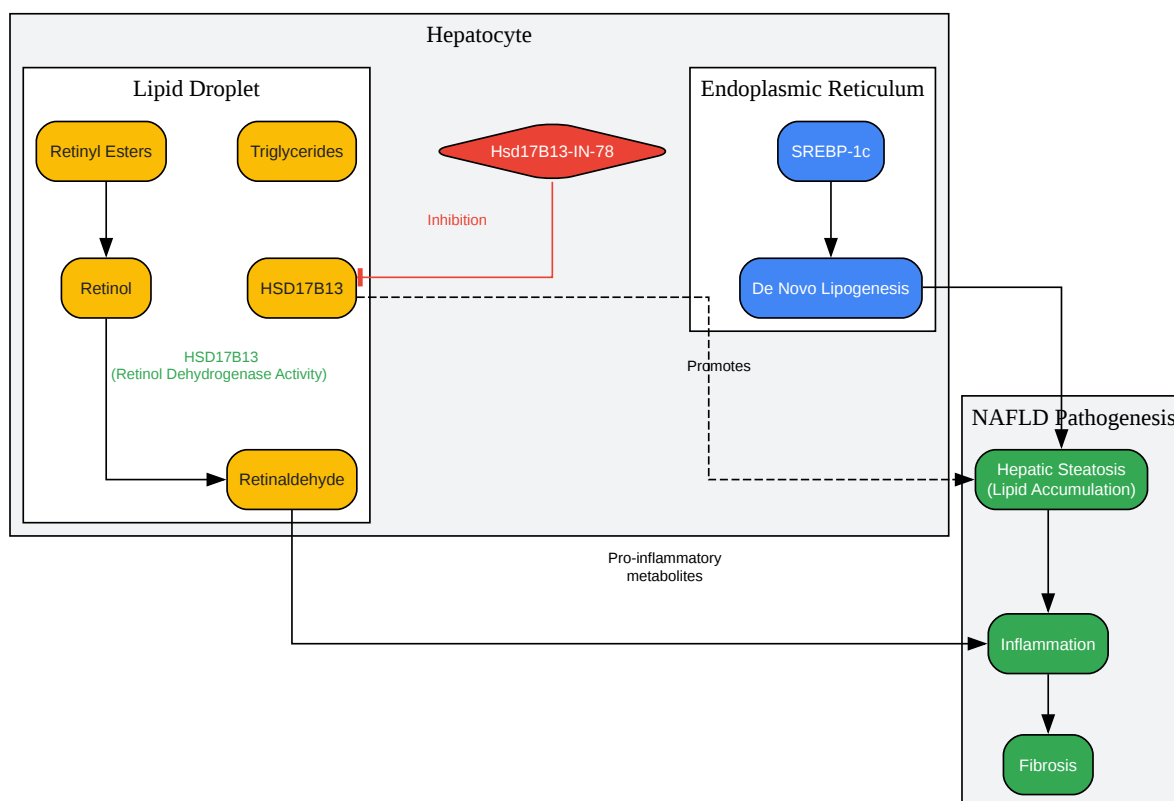 Hepatocyte
Lipid Droplet
Endoplasmic Reticulum
Retinyl Esters
Triglycerides
Hsd17B13-IN-78
SREBP-1c
Inhibition
Retinol
HSD17B13
De Novo Lipogenesis
HSD17B13
(Retinol Dehydrogenase Activity)
Promotes
NAFLD Pathogenesis
Retinaldehyde
Hepatic Steatosis
(Lipid Accumulation)
Pro-inflammatory
metabolites
Inflammation
Fibrosis